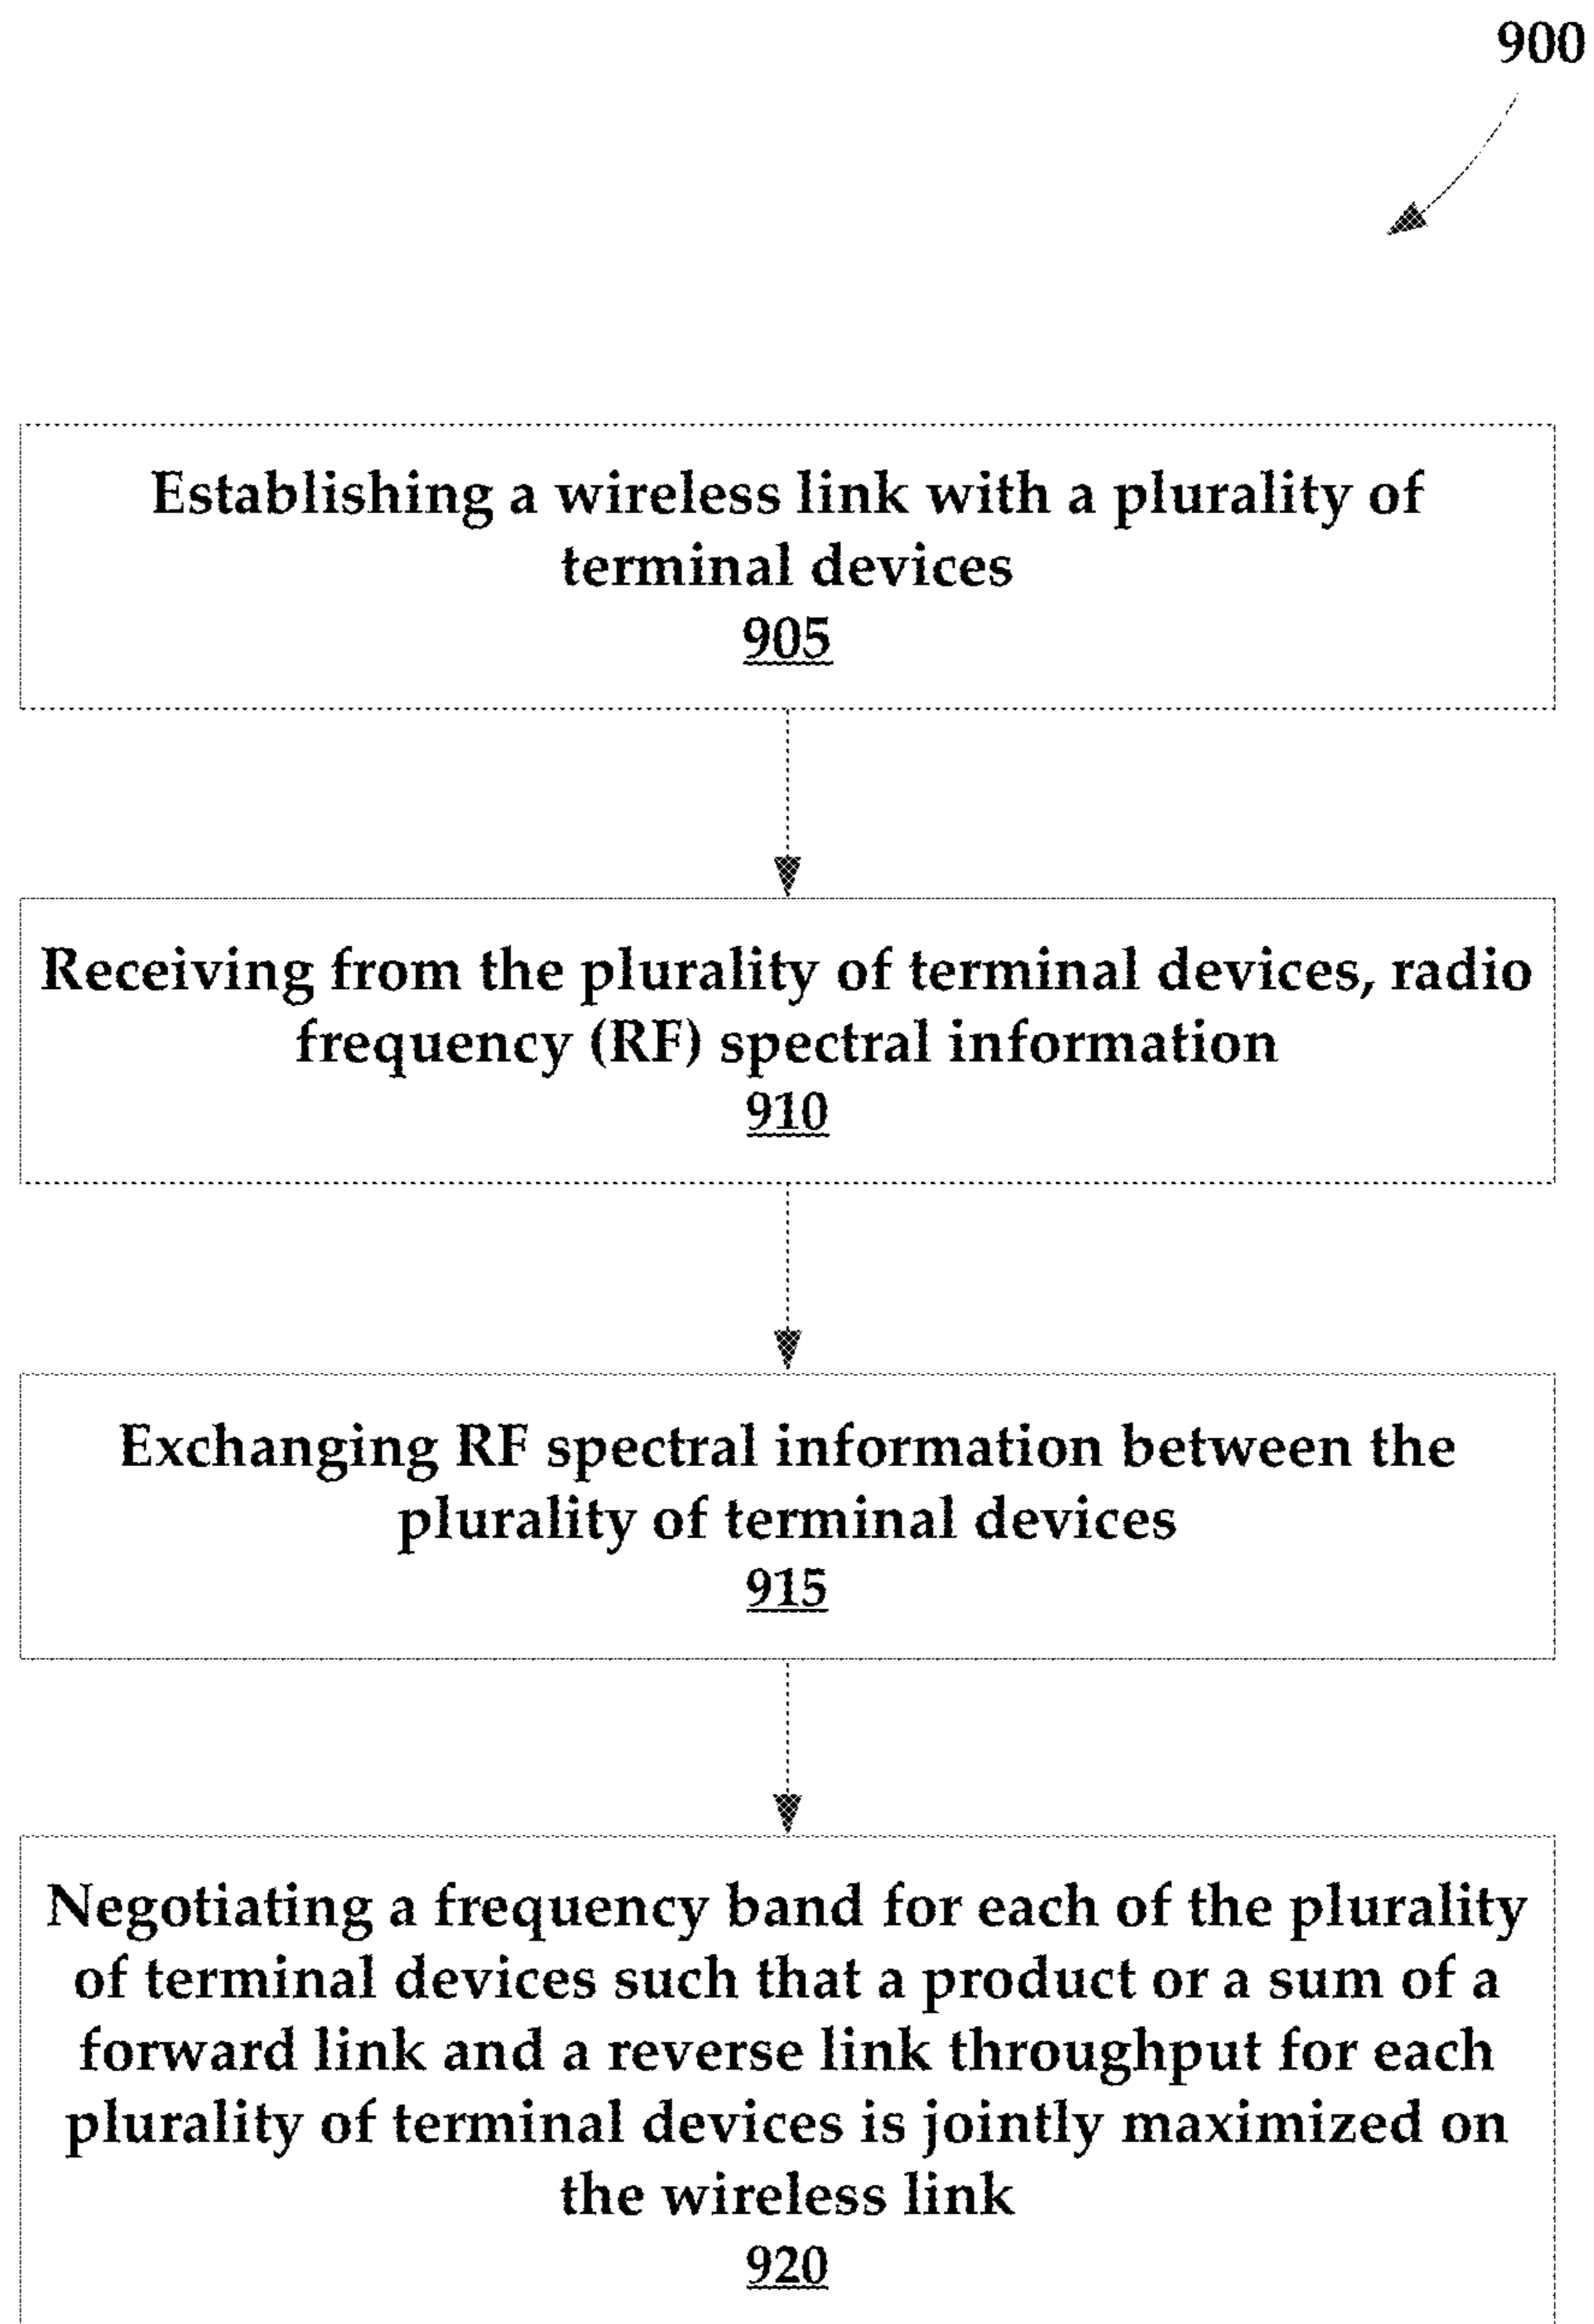 900
Establishing a wireless link with a plurality of
terminal devices
905
Receiving from the plurality of terminal devices, radio
frequency (RF) spectral information
910
Exchanging RF spectral information between the
plurality of terminal devices
915
Negotiating a frequency band for each of the plurality
of terminal devices such that a product or a sum of a
forward link and a reverse link throughput for each
plurality of terminal devices is jointly maximized on
the wireless link
920